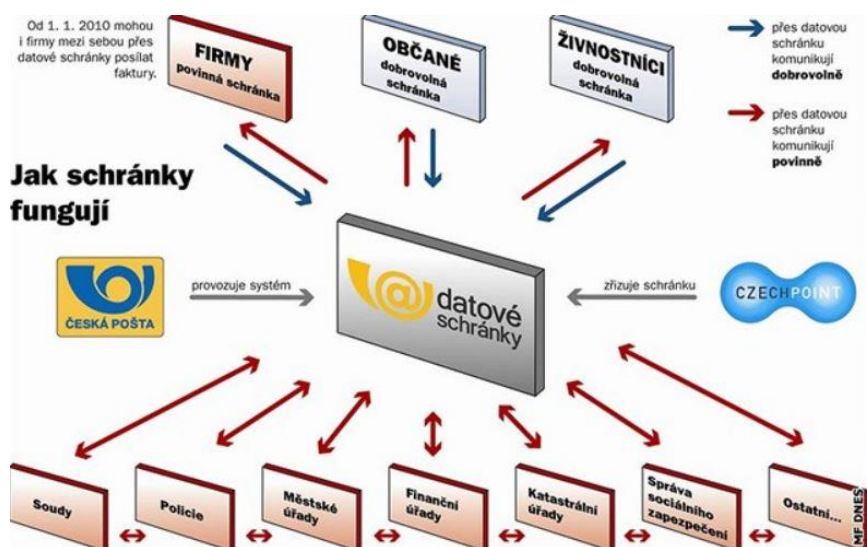 Od 1. 1. 2010 mohou
i firmy mezi sebou přes
datové schránky posílat
faktury.
FIRMY
povinná schránka
OBČANÉ
dobrovolná
schránka
ŽIVNOSTNÍCI
dobrovolná
schránka
přes datovou
schránku
komunikují
dobrovolně
přes datovou
schránku
komunikují
povinně
Jak schránky
fungují
ČESKÁ POŠTA
provozuje systém
@ datové
schránky
zřizuje schránku
CZECHPOINT
Soudy
Policie
Městské
úřady
Finanční
úřady
Katastrální
úřady
Správa
sociálního
zapozpečení
Ostatní...
MF DNES